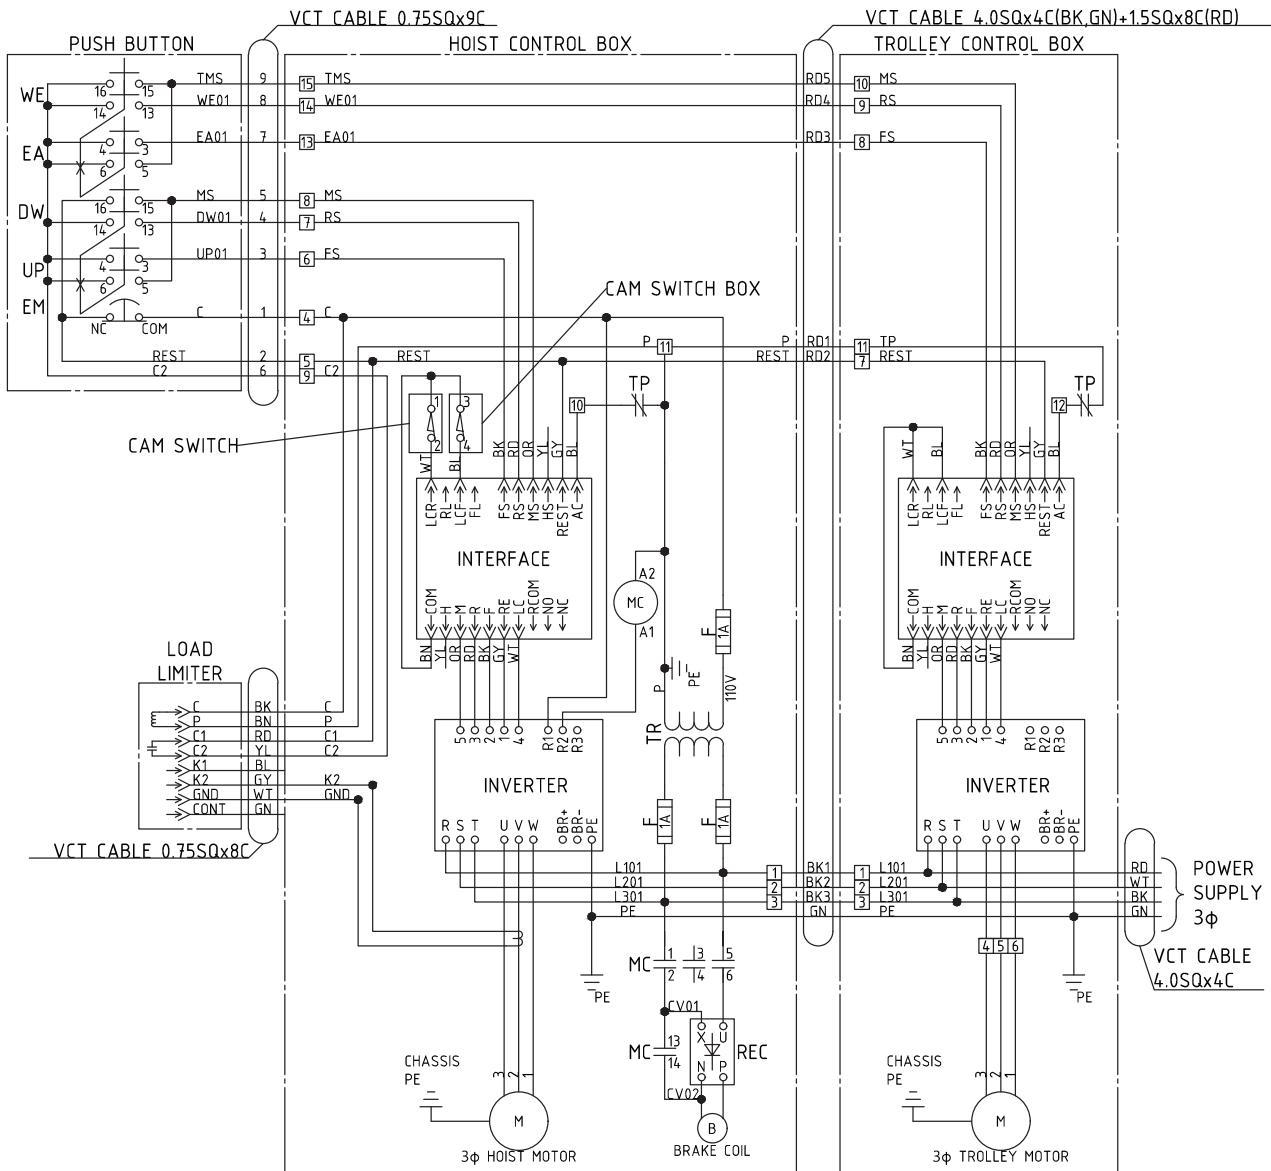 VCT CABLE 0.75SQx9C
VCT CABLE 4.0SQx4C(BK,GN)+1.5SQx8C(RD)
PUSH BUTTON
HOIST CONTROL BOX
TROLLEY CONTROL BOX
WE 16 15 TMS 9 15 TMS RD5 10 MS
14 13 WE01 8 14 WE01 RD4 9 RS
EA 4 3 EA01 7 13 EA01 RD3 8 FS
6 5
DW 16 15 MS 5 8 MS
14 13 DW01 4 7 RS
UP 4 3 UP01 3 6 FS
6 5
EM NC COM C 1 4 C
CAM SWITCH BOX
P 11 P RD1 11 TP
REST 2 5 REST REST RD2 7 REST
C2 6 9 C2
TP TP
1 3 10 12
2 4
CAM SWITCH
WT BL BK RD OR YL GY BL
WT BL BK RD OR YL GY BL
LCR RL LCF FL FS RS MS HS REST AC
LCR RL LCF FL FS RS MS HS REST AC
INTERFACE
INTERFACE
COM H M R F RE LC RCOM NO NC
COM H M R F RE LC RCOM NO NC
BN YL OR RD BK GY WT
BN YL OR RD BK GY WT
A2
MC
A1
F 1A
P PE 110V
TR
LOAD
LIMITER
C BK C
P BN P
C1 RD C1
C2 YL C2
K1 BL
K2 GY K2
GND WT GND
CONT GN
VCT CABLE 0.75SQx8C
5 3 2 1 4 R1 R2 R3
5 3 2 1 4 R1 R2 R3
INVERTER
INVERTER
R S T U V W BR+ BR- PE
R S T U V W BR+ BR- PE
F 1A F 1A
L101 1 BK1 1 L101 RD
L201 2 BK2 2 L201 WT
L301 3 BK3 3 L301 BK
PE GN PE GN
POWER
SUPPLY
3ϕ
VCT CABLE
4.0SQx4C
4 5 6
MC 1 3 5
2 4 6
PE
PE
CV01
MC 13
14
X U
N P
REC
CV02
CHASSIS
PE
CHASSIS
PE
3 2 1
3 2 1
M
B
M
3ϕ HOIST MOTOR
BRAKE COIL
3ϕ TROLLEY MOTOR